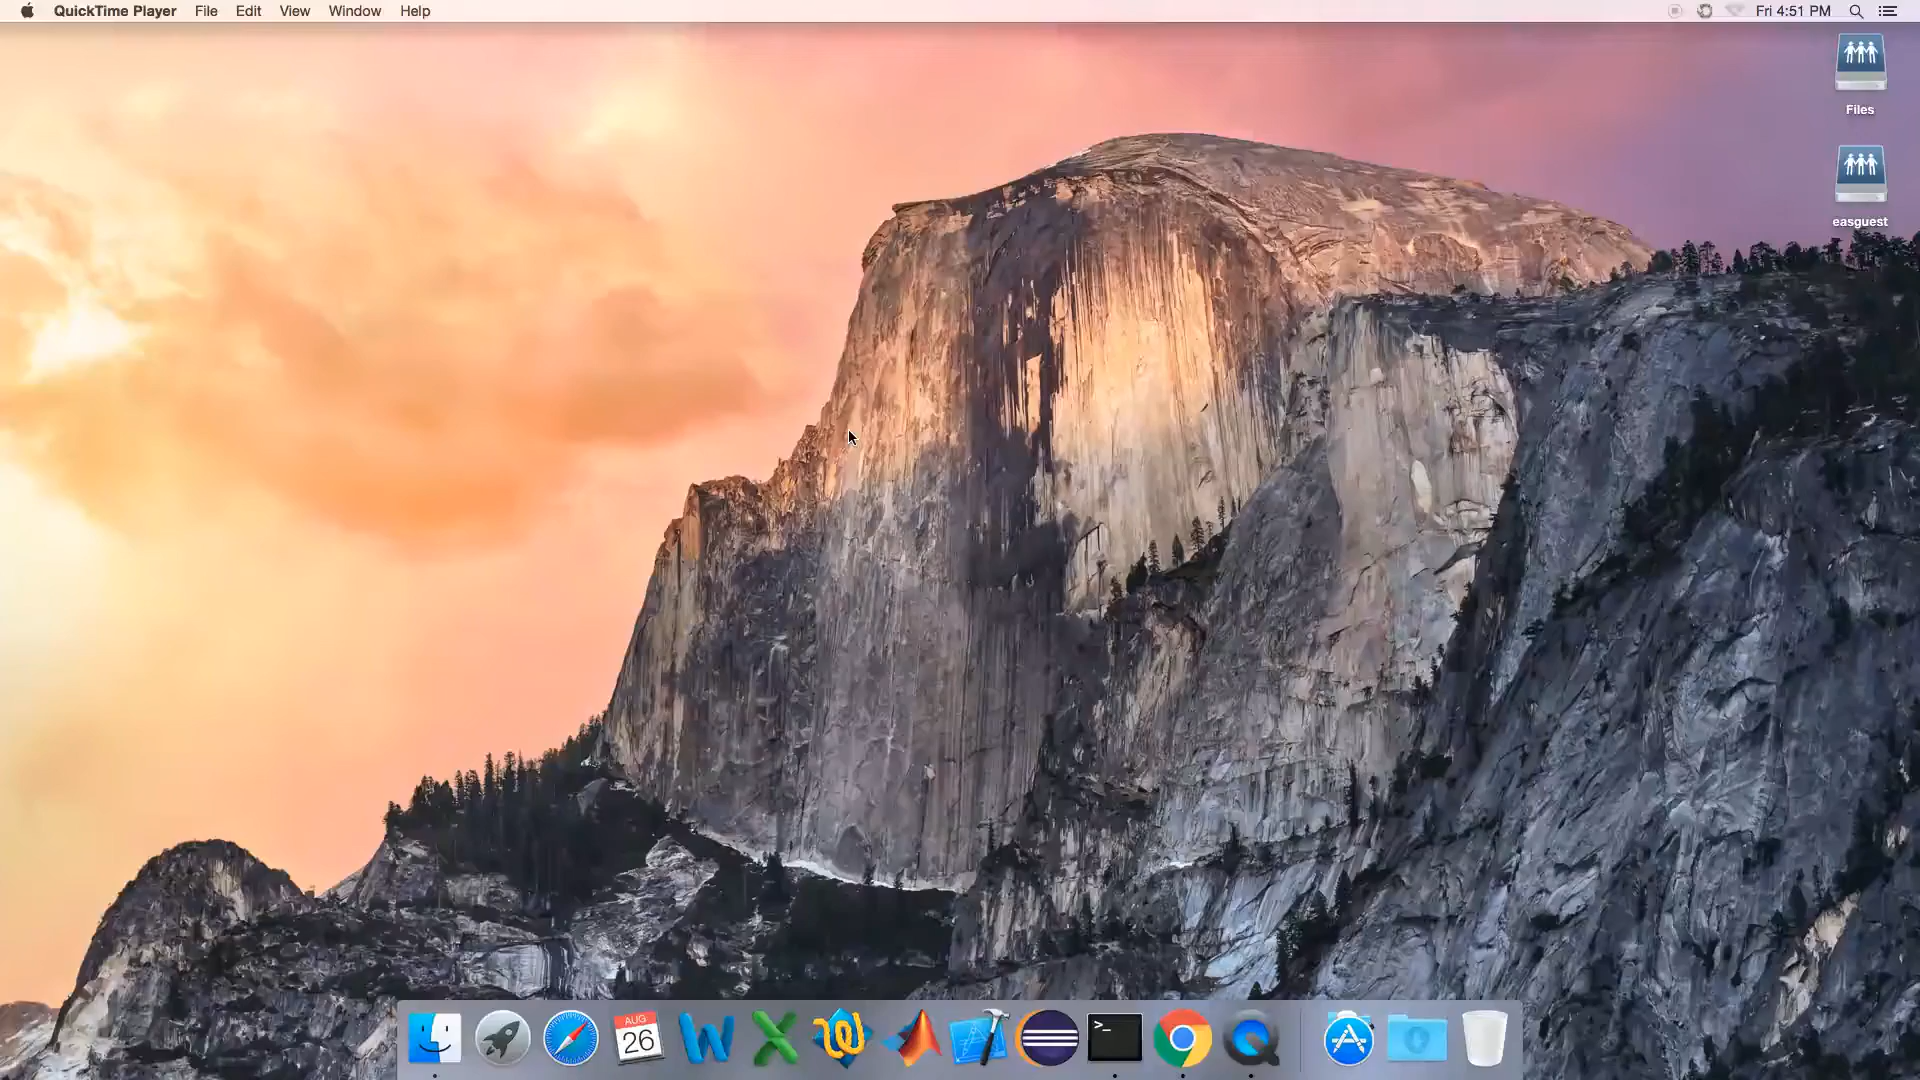 QuickTime Player File Edit View Window Help Fri 4:51 PM
Files
easguest
AUG
26
>_